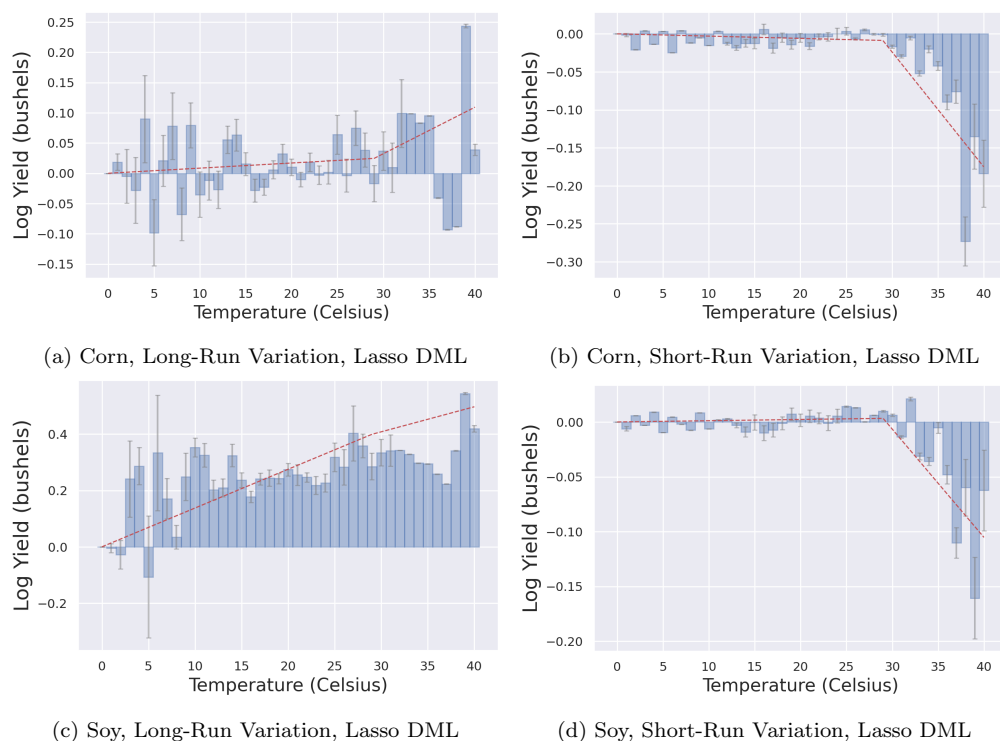 0.25
0.20
0.15
0.10
0.05
0.00
−0.05
−0.10
−0.15
Log Yield (bushels)
0 5 10 15 20 25 30 35 40
Temperature (Celsius)
(a) Corn, Long-Run Variation, Lasso DML
0.00
−0.05
−0.10
−0.15
−0.20
−0.25
−0.30
Log Yield (bushels)
0 5 10 15 20 25 30 35 40
Temperature (Celsius)
(b) Corn, Short-Run Variation, Lasso DML
0.4
0.2
0.0
−0.2
Log Yield (bushels)
0 5 10 15 20 25 30 35 40
Temperature (Celsius)
(c) Soy, Long-Run Variation, Lasso DML
0.00
−0.05
−0.10
−0.15
−0.20
Log Yield (bushels)
0 5 10 15 20 25 30 35 40
Temperature (Celsius)
(d) Soy, Short-Run Variation, Lasso DML